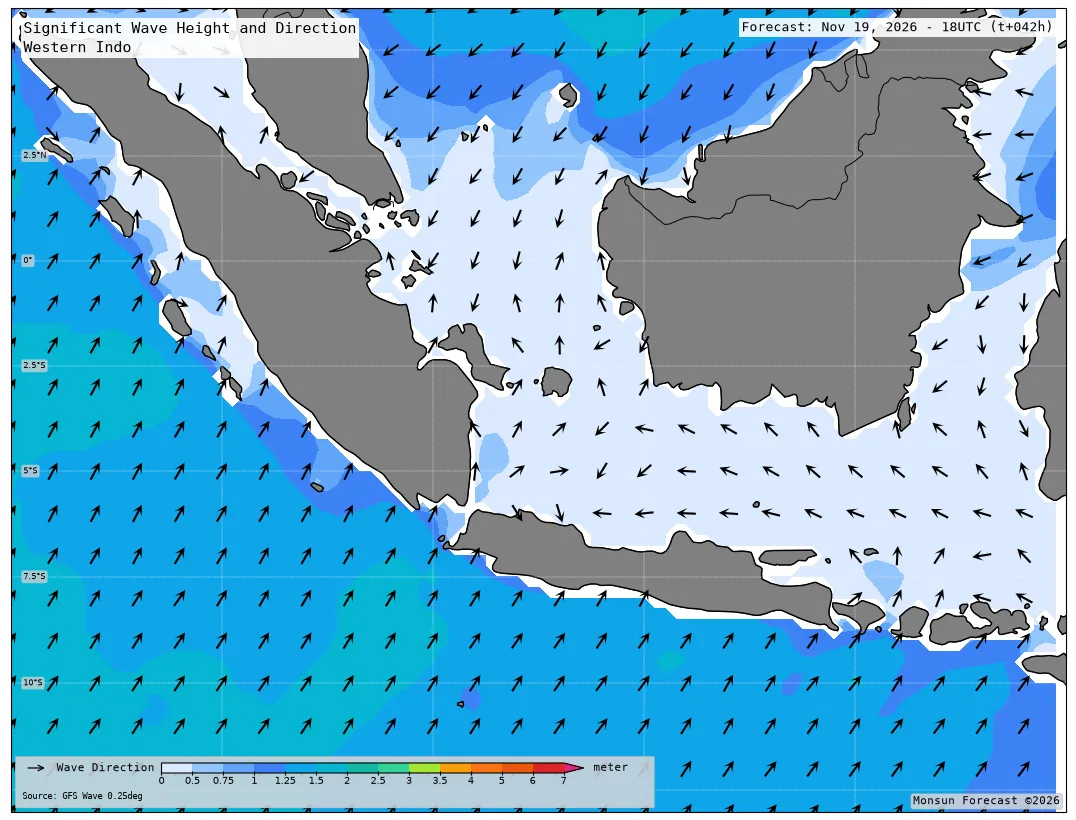 Significant Wave Height and Direction
Western Indo
Forecast: Nov 19, 2026 - 18UTC (t+042h)
2.5°N
0°
2.5°S
5°S
7.5°S
10°S
Wave Direction
meter
0 0.5 0.75 1 1.25 1.5 2 2.5 3 3.5 4 5 6 7
Source: GFS Wave 0.25deg
Monsun Forecast ©2026